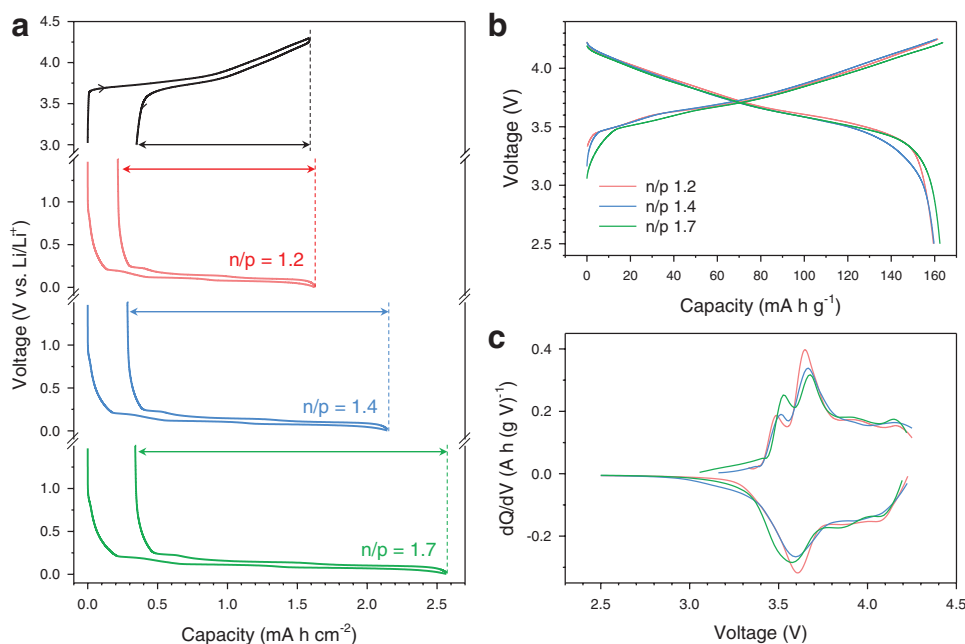 a
Voltage (V vs. Li/Li⁺)
4.5
4.0
3.5
3.0
1.0
0.5
0.0
n/p = 1.2
1.0
0.5
0.0
n/p = 1.4
1.0
0.5
0.0
n/p = 1.7
0.0 0.5 1.0 1.5 2.0 2.5
Capacity (mA h cm⁻²)
b
Voltage (V)
4.0
3.5
3.0
2.5
n/p 1.2
n/p 1.4
n/p 1.7
0 20 40 60 80 100 120 140 160
Capacity (mA h g⁻¹)
c
dQ/dV (A h (g V)⁻¹)
0.4
0.2
0.0
-0.2
2.5 3.0 3.5 4.0 4.5
Voltage (V)